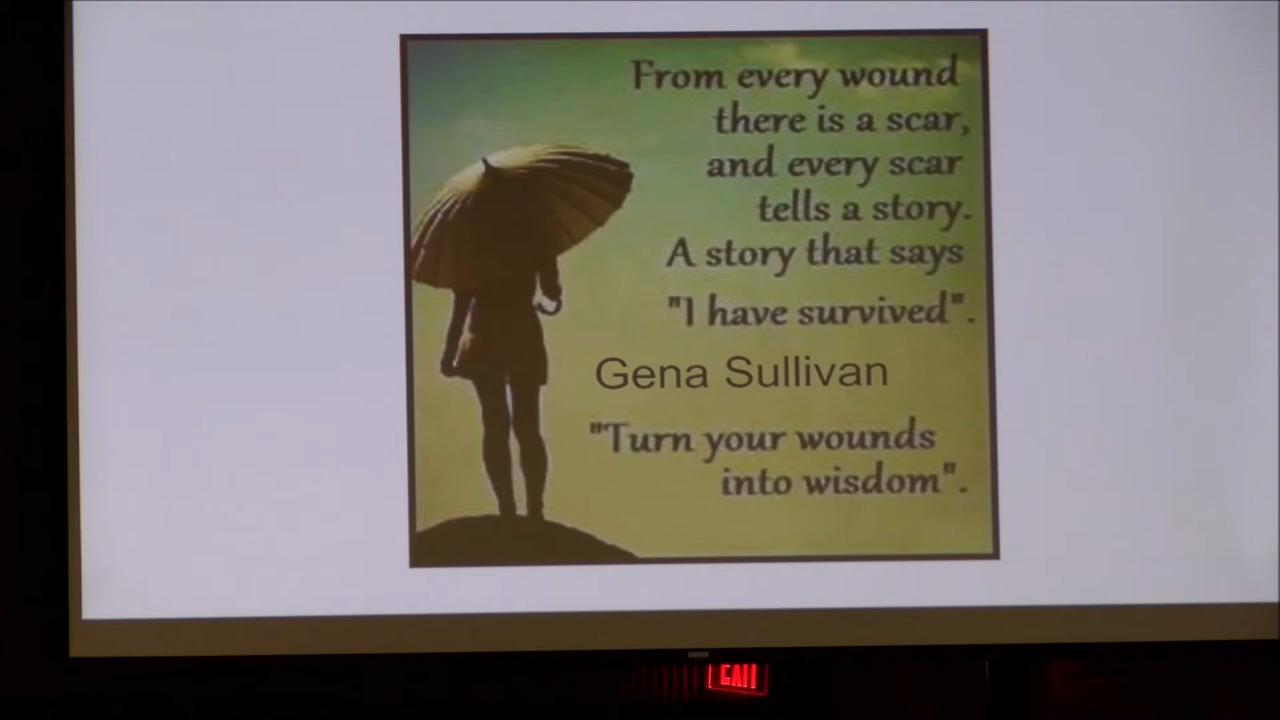 From every wound
there is a scar,
and every scar
tells a story.
A story that says
"I have survived".
Gena Sullivan
"Turn your wounds
into wisdom".
EXIT